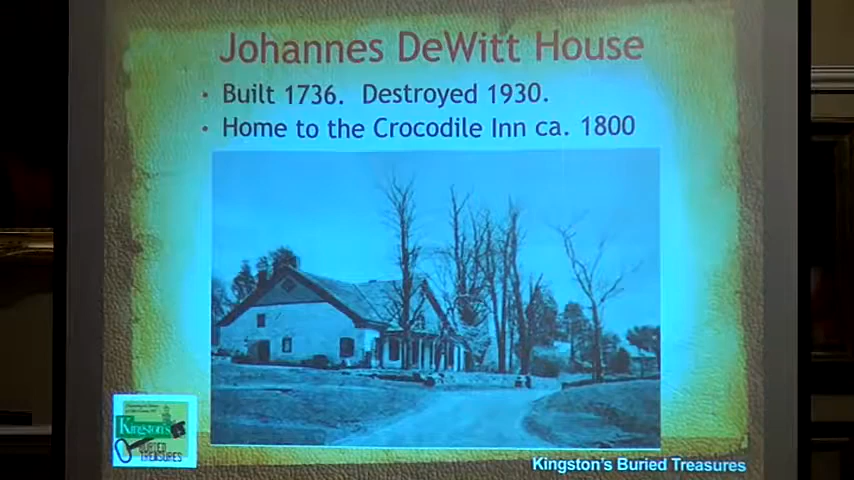 Johannes DeWitt House
• Built 1736. Destroyed 1930.
• Home to the Crocodile Inn ca. 1800
Kingston's
BURIED
TREASURES
Kingston's Buried Treasures